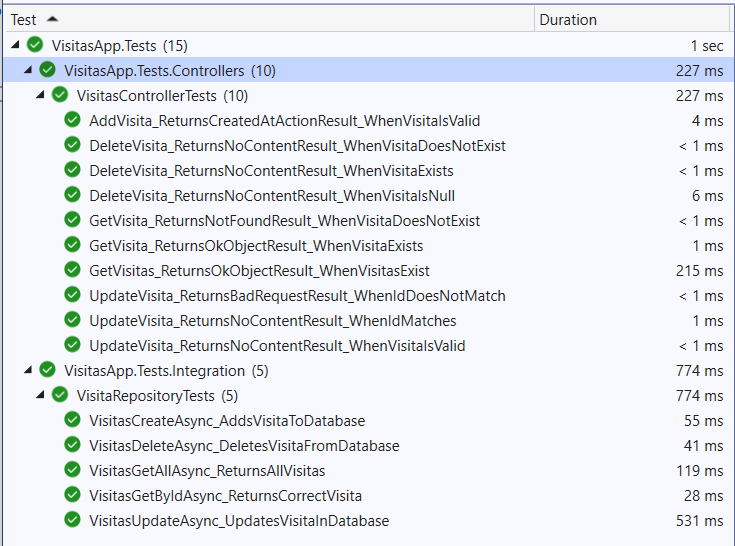 Test Duration
VisitasApp.Tests (15) 1 sec
VisitasApp.Tests.Controllers (10) 227 ms
VisitasControllerTests (10) 227 ms
AddVisita_ReturnsCreatedAtActionResult_WhenVisitaIsValid 4 ms
DeleteVisita_ReturnsNoContentResult_WhenVisitaDoesNotExist < 1 ms
DeleteVisita_ReturnsNoContentResult_WhenVisitaExists < 1 ms
DeleteVisita_ReturnsNoContentResult_WhenVisitaIsNull 6 ms
GetVisita_ReturnsNotFoundResult_WhenVisitaDoesNotExist < 1 ms
GetVisita_ReturnsOkObjectResult_WhenVisitaExists 1 ms
GetVisitas_ReturnsOkObjectResult_WhenVisitasExist 215 ms
UpdateVisita_ReturnsBadRequestResult_WhenIdDoesNotMatch < 1 ms
UpdateVisita_ReturnsNoContentResult_WhenIdMatches 1 ms
UpdateVisita_ReturnsNoContentResult_WhenVisitaIsValid < 1 ms
VisitasApp.Tests.Integration (5) 774 ms
VisitaRepositoryTests (5) 774 ms
VisitasCreateAsync_AddsVisitaToDatabase 55 ms
VisitasDeleteAsync_DeletesVisitaFromDatabase 41 ms
VisitasGetAllAsync_ReturnsAllVisitas 119 ms
VisitasGetByIdAsync_ReturnsCorrectVisita 28 ms
VisitasUpdateAsync_UpdatesVisitaInDatabase 531 ms